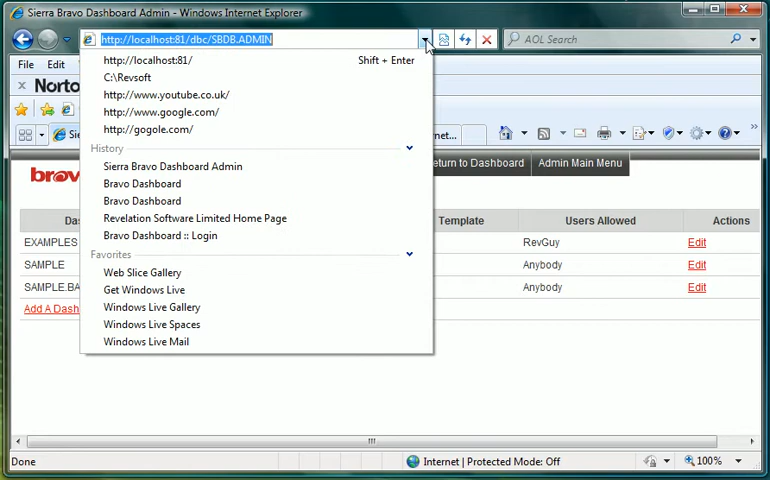 Sierra Bravo Dashboard Admin - Windows Internet Explorer
http://localhost:81/dbc/SBDB.ADMIN
AOL Search
File Edit
Norto
http://localhost:81/ Shift + Enter
C:\Revsoft
http://www.youtube.co.uk/
http://www.google.com/
http://gogole.com/
History
Sierra Bravo Dashboard Admin
Bravo Dashboard
Bravo Dashboard
Revelation Software Limited Home Page
Bravo Dashboard :: Login
Favorites
Web Slice Gallery
Get Windows Live
Windows Live Gallery
Windows Live Spaces
Windows Live Mail
Sie
net...
bravo
eturn to Dashboard Admin Main Menu
Das Template Users Allowed Actions
EXAMPLES RevGuy Edit
SAMPLE Anybody Edit
SAMPLE.BA Anybody Edit
Add A Dash
Done Internet | Protected Mode: Off 100%